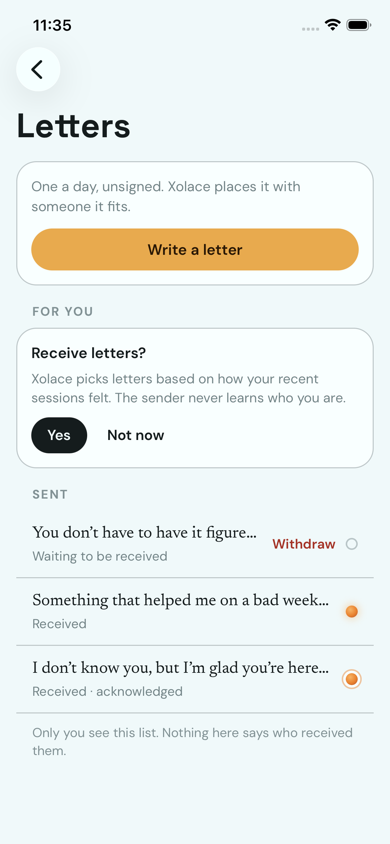 11:35
Letters
One a day, unsigned. Xolace places it with
someone it fits.
Write a letter
FOR YOU
Receive letters?
Xolace picks letters based on how your recent
sessions felt. The sender never learns who you are.
Yes Not now
SENT
You don’t have to have it figure...
Withdraw
Waiting to be received
Something that helped me on a bad week...
Received
I don’t know you, but I’m glad you’re here...
Received · acknowledged
Only you see this list. Nothing here says who received
them.